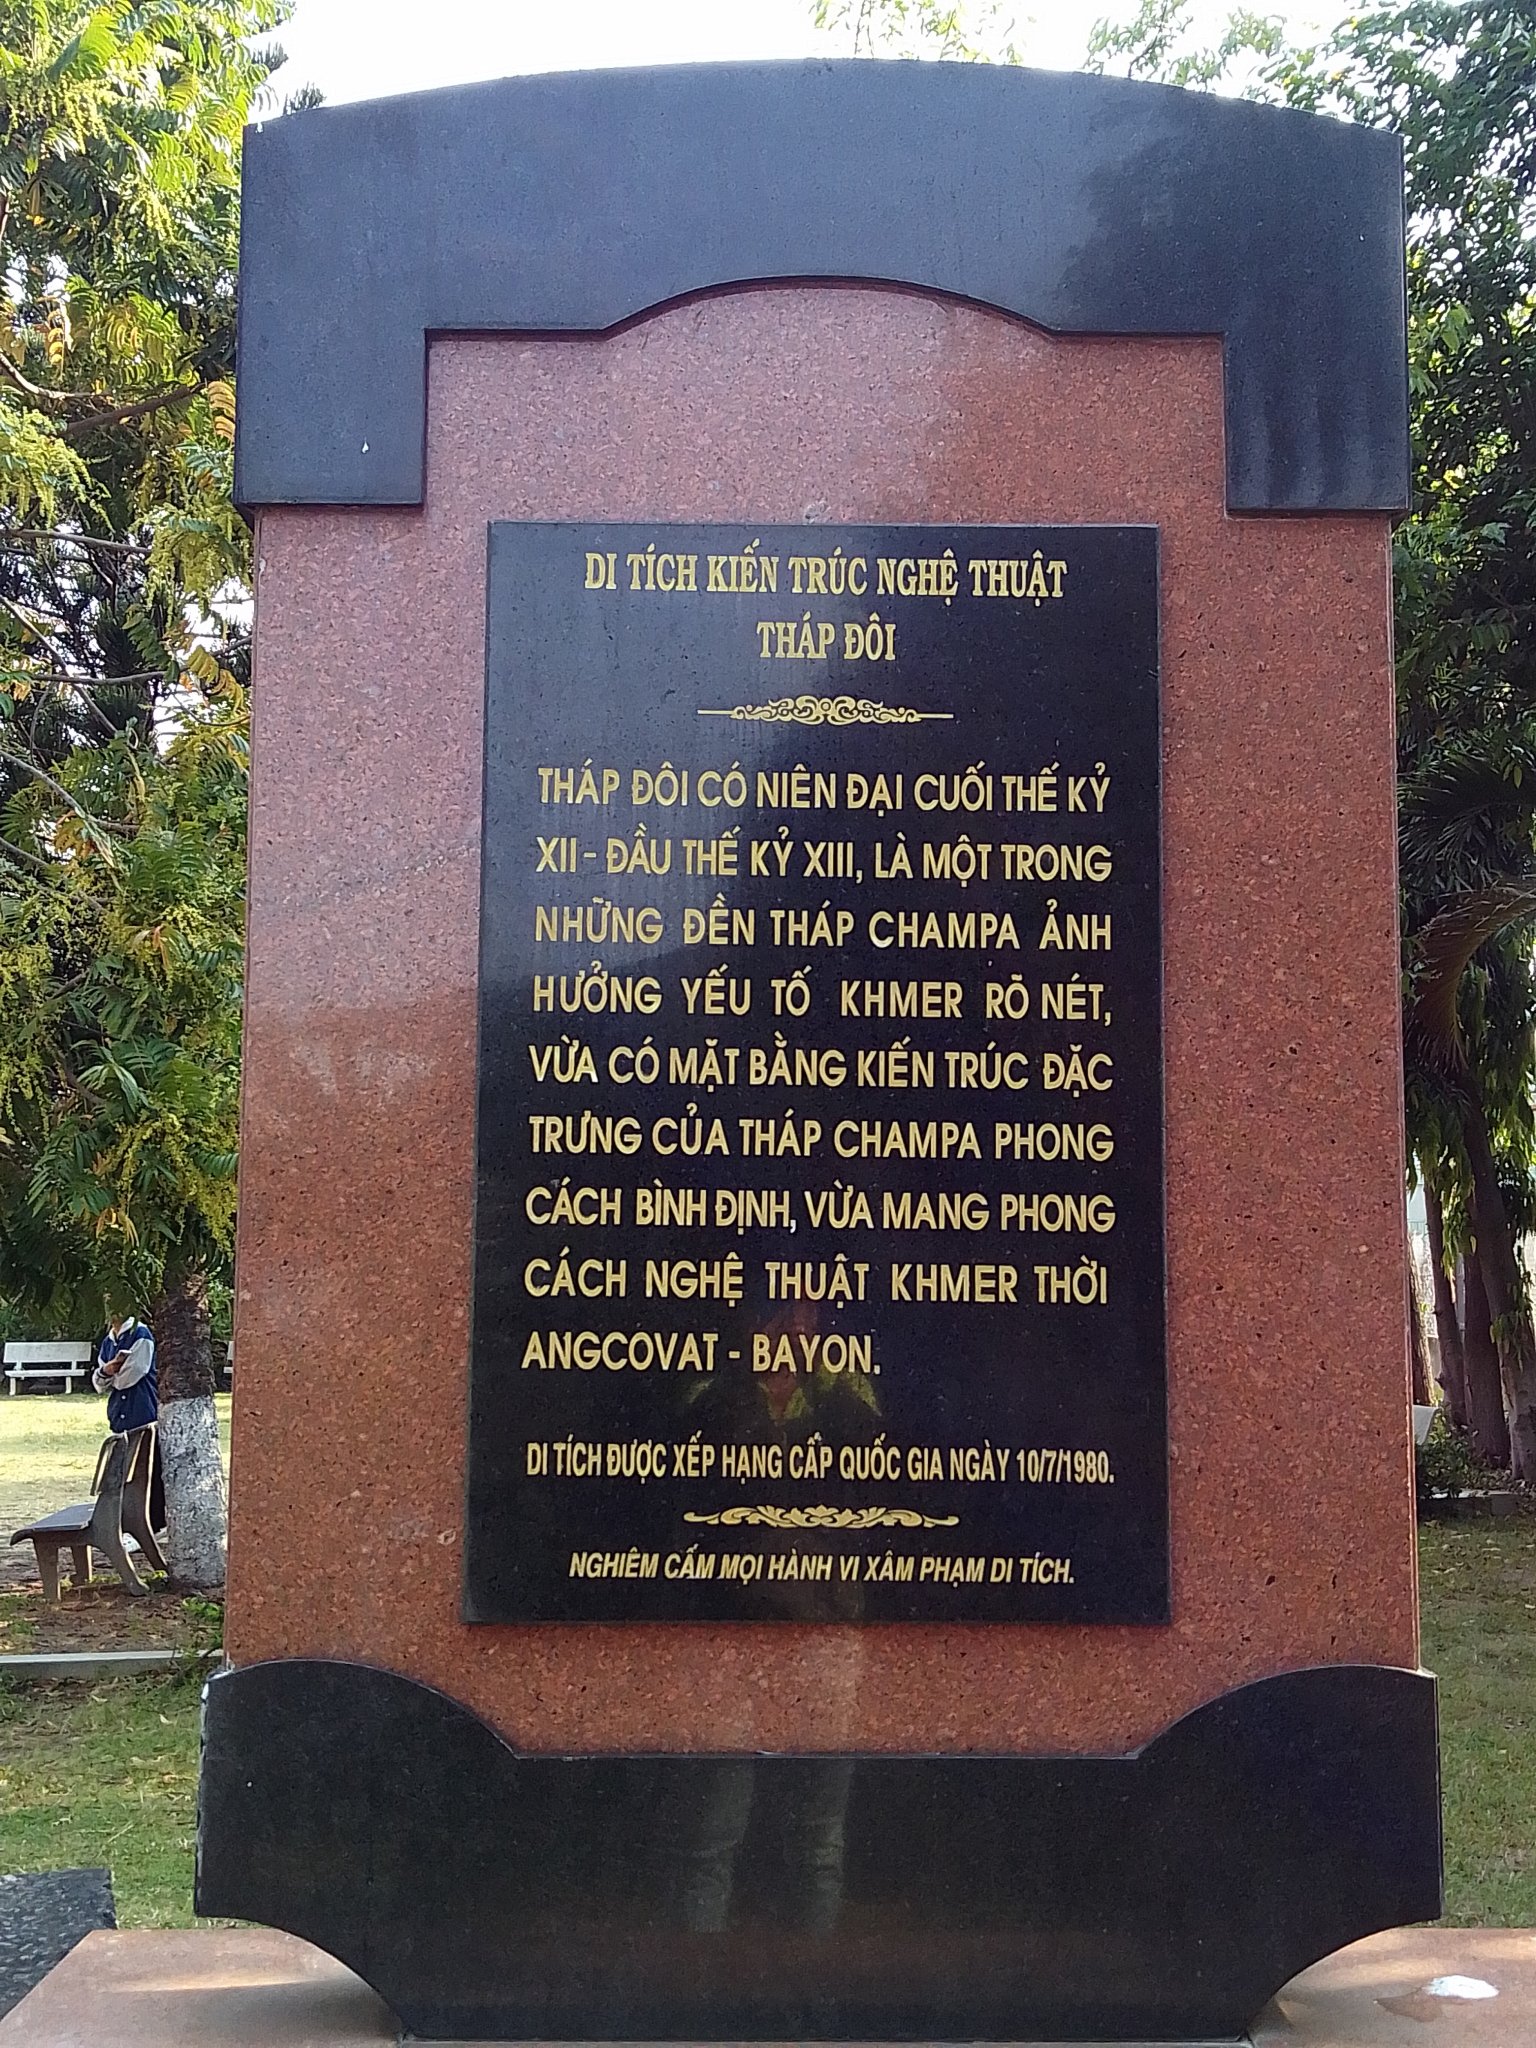 DI TÍCH KIẾN TRÚC NGHỆ THUẬT
THÁP ĐÔI
THÁP ĐÔI CÓ NIÊN ĐẠI CUỐI THẾ KỶ
XII - ĐẦU THẾ KỶ XIII, LÀ MỘT TRONG
NHỮNG ĐỀN THÁP CHAMPA ẢNH
HƯỞNG YẾU TỐ KHMER RÕ NÉT,
VỪA CÓ MẶT BẰNG KIẾN TRÚC ĐẶC
TRƯNG CỦA THÁP CHAMPA PHONG
CÁCH BÌNH ĐỊNH, VỪA MANG PHONG
CÁCH NGHỆ THUẬT KHMER THỜI
ANGCOVAT - BAYON.
DI TÍCH ĐƯỢC XẾP HẠNG CẤP QUỐC GIA NGÀY 10/7/1980.
NGHIÊM CẤM MỌI HÀNH VI XÂM PHẠM DI TÍCH.